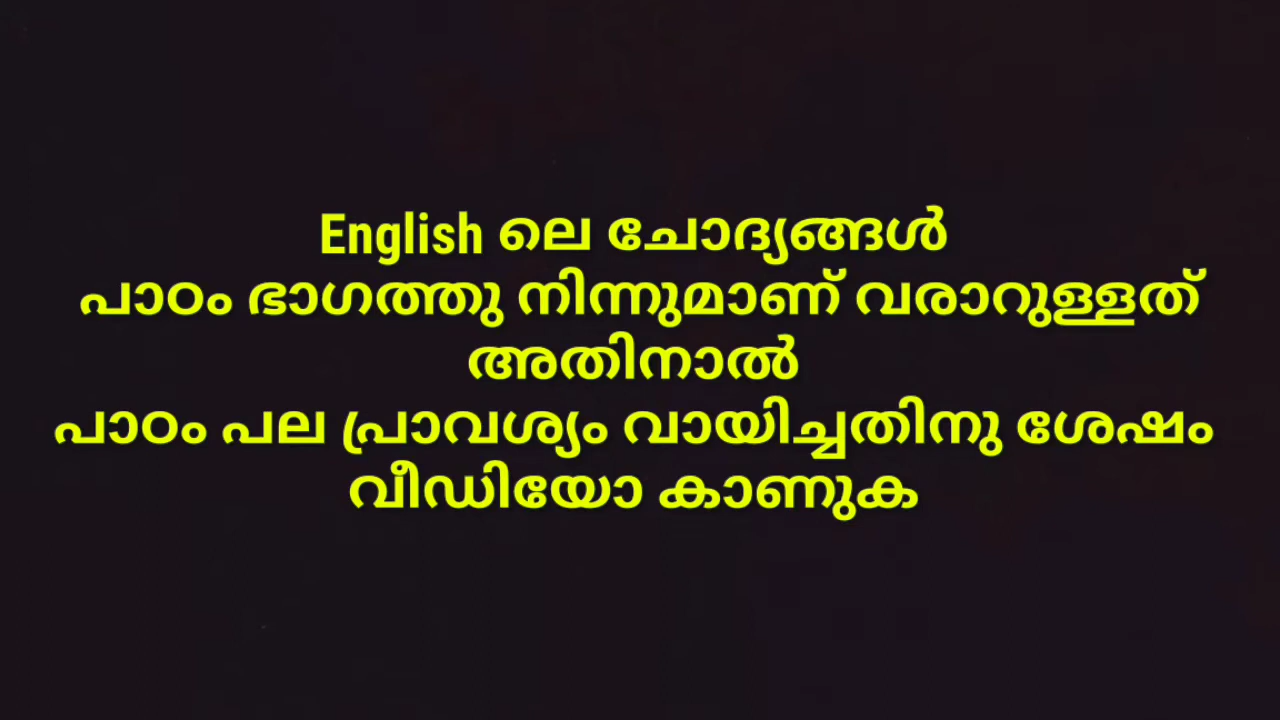 English ലെ ചോദ്യങ്ങൾ
പാഠം ഭാഗത്തു നിന്നുമാണ് വരാറുള്ളത്
അതിനാൽ
പാഠം പല പ്രാവശ്യം വായിച്ചതിനു ശേഷം
വീഡിയോ കാണുക